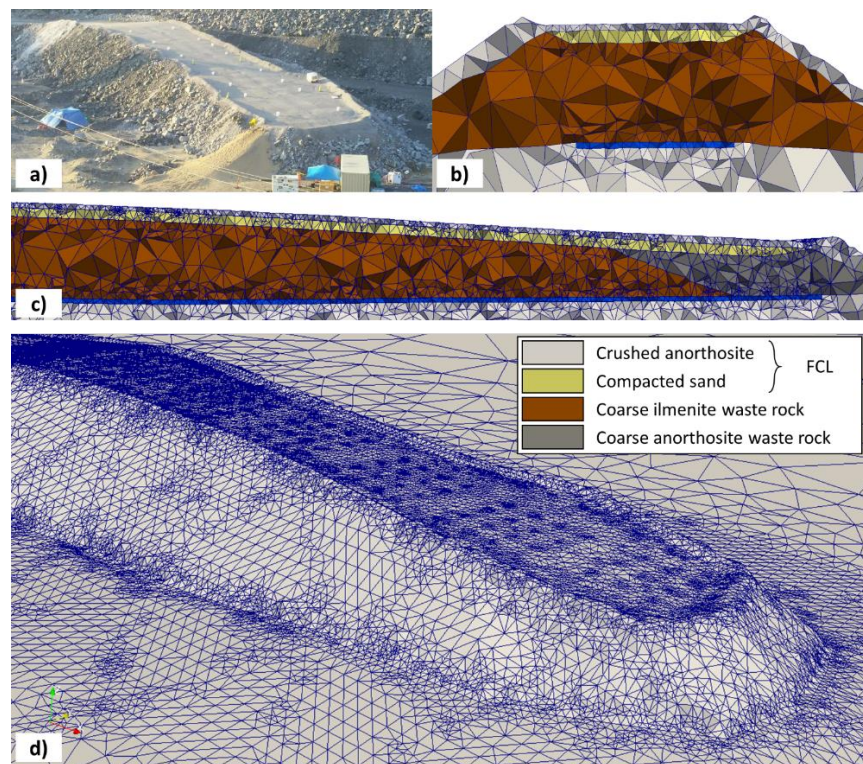 a)
b)
c)
Crushed anorthosite
FCL
Compacted sand
Coarse ilmenite waste rock
Coarse anorthosite waste rock
d)